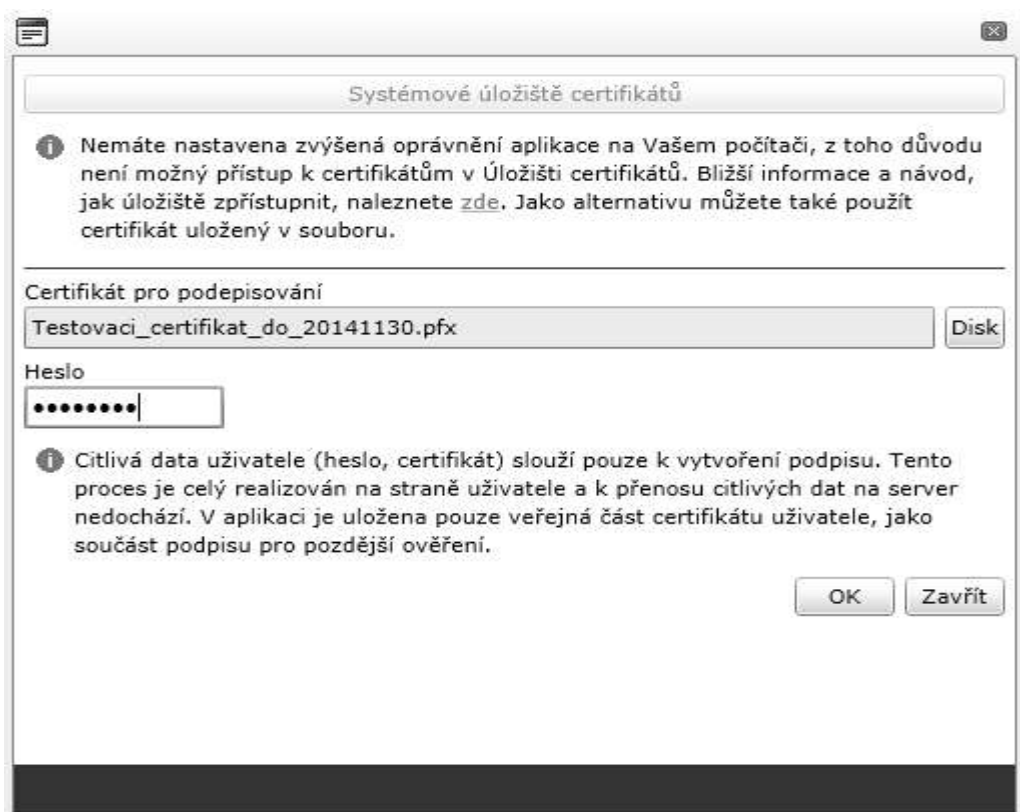 Systémové úložiště certifikátů
Nemáte nastavena zvýšená oprávnění aplikace na Vašem počítači, z toho důvodu
není možný přístup k certifikátům v Úložišti certifikátů. Bližší informace a návod,
jak úložiště zpřístupnit, naleznete zde. Jako alternativu můžete také použít
certifikát uložený v souboru.
Certifikát pro podepisování
Testovaci_certifikat_do_20141130.pfx Disk
Heslo
••••••••
Citlivá data uživatele (heslo, certifikát) slouží pouze k vytvoření podpisu. Tento
proces je celý realizován na straně uživatele a k přenosu citlivých dat na server
nedochází. V aplikaci je uložena pouze veřejná část certifikátu uživatele, jako
součást podpisu pro pozdější ověření.
OK Zavřít